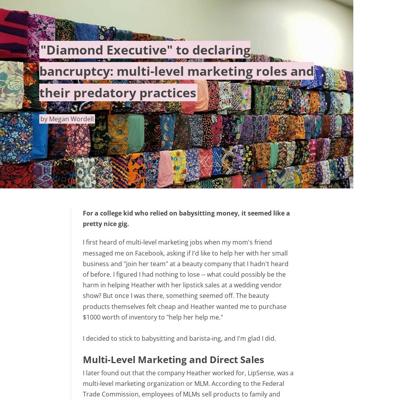 "Diamond Executive" to declaring
bancruptcy: multi-level marketing roles and
their predatory practices
by Megan Wordell
For a college kid who relied on babysitting money, it seemed like a
pretty nice gig.
I first heard of multi-level marketing jobs when my mom's friend
messaged me on Facebook, asking if I'd like to help her with her small
business and "join her team" at a beauty company that I hadn't heard
of before. I figured I had nothing to lose -- what could possibly be the
harm in helping Heather with her lipstick sales at a wedding vendor
show? But once I was there, something seemed off. The beauty
products themselves felt cheap and Heather wanted me to purchase
$1000 worth of inventory to "help her help me."
I decided to stick to babysitting and barista-ing, and I'm glad I did.
Multi-Level Marketing and Direct Sales
I later found out that the company Heather worked for, LipSense, was a
multi-level marketing organization or MLM. According to the Federal
Trade Commission, employees of MLMs sell products to family and